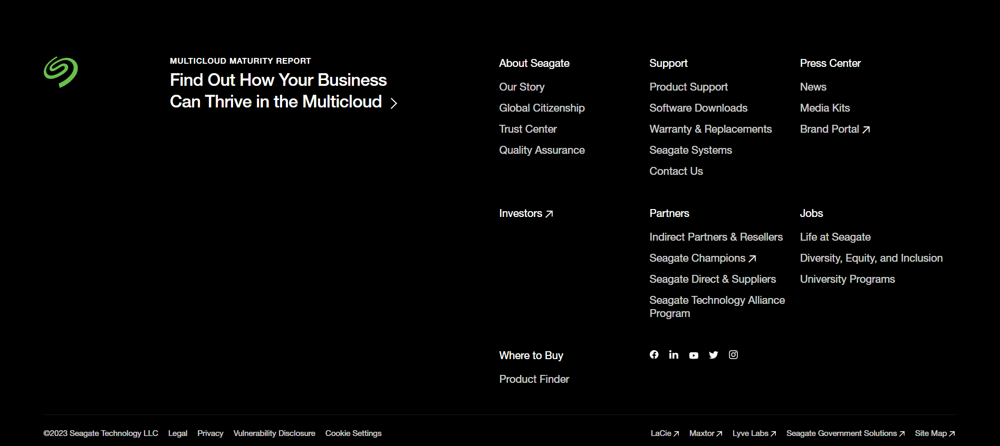 MULTICLOUD MATURITY REPORT
Find Out How Your Business
Can Thrive in the Multicloud
About Seagate
Our Story
Global Citizenship
Trust Center
Quality Assurance
Support
Product Support
Software Downloads
Warranty & Replacements
Seagate Systems
Contact Us
Press Center
News
Media Kits
Brand Portal
Investors
Partners
Indirect Partners & Resellers
Seagate Champions
Seagate Direct & Suppliers
Seagate Technology Alliance
Program
Jobs
Life at Seagate
Diversity, Equity, and Inclusion
University Programs
Where to Buy
Product Finder
©2023 Seagate Technology LLC Legal Privacy Vulnerability Disclosure Cookie Settings
LaCie Maxtor Lyve Labs Seagate Government Solutions Site Map